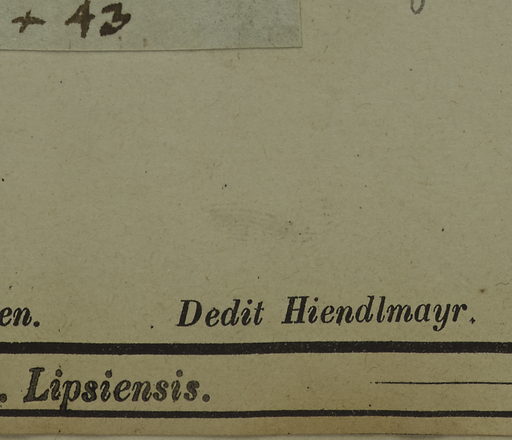 + 43
en. Dedit Hiendlmayr.
. Lipsiensis.